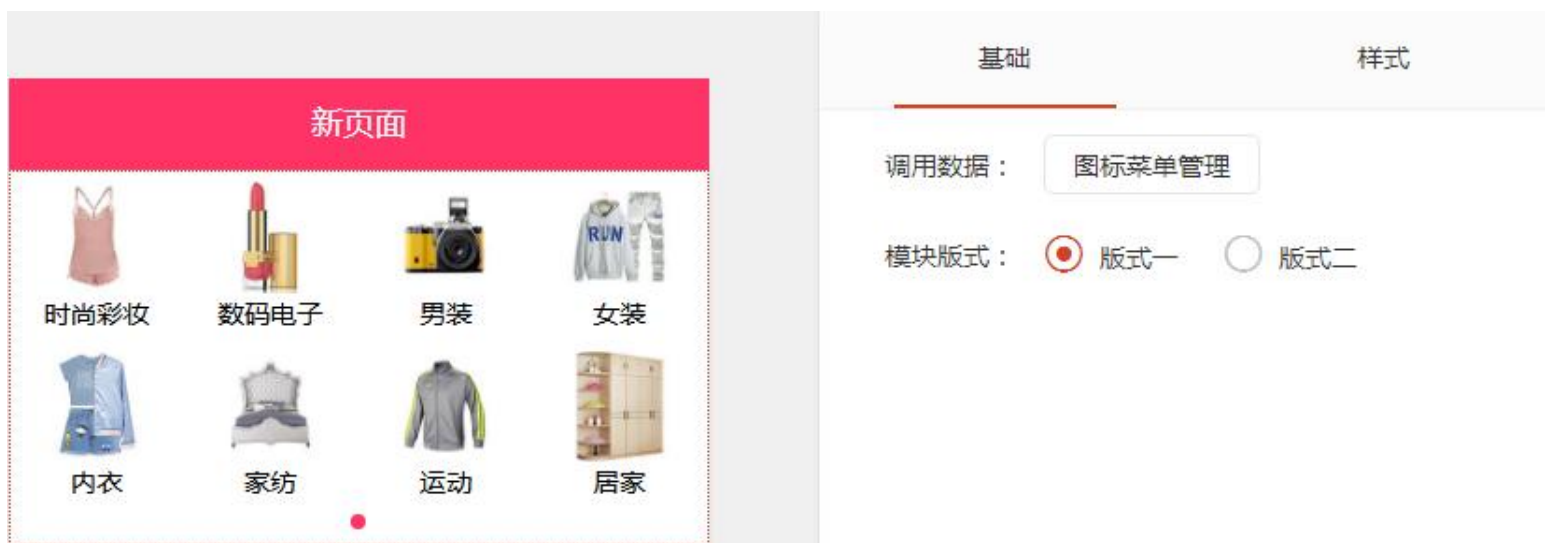 基础 样式
新页面
调用数据： 图标菜单管理
RUN
模块版式： 版式一 版式二
时尚彩妆 数码电子 男装 女装
内衣 家纺 运动 居家